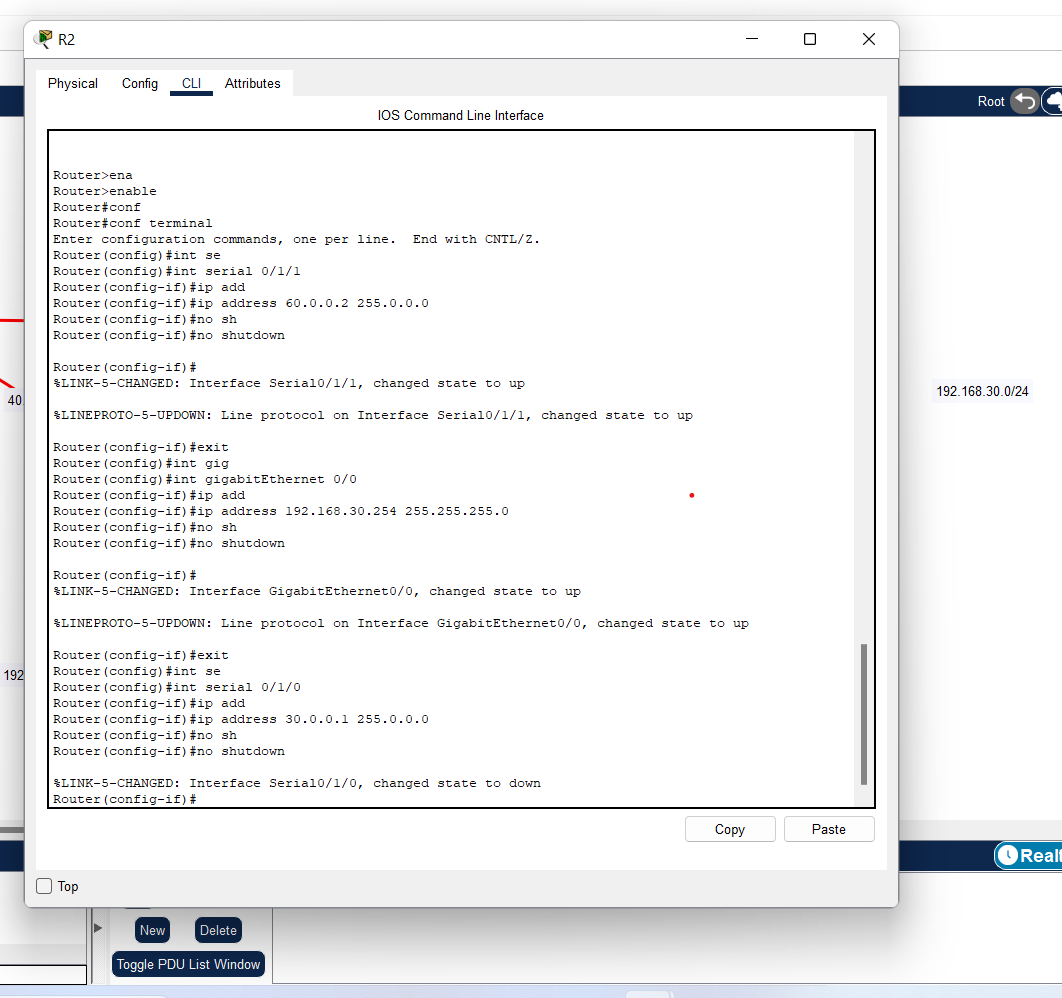 R2
Physical Config CLI Attributes
IOS Command Line Interface
Root
Router>ena
Router>enable
Router#conf
Router#conf terminal
Enter configuration commands, one per line.  End with CNTL/Z.
Router(config)#int se
Router(config)#int serial 0/1/1
Router(config-if)#ip add
Router(config-if)#ip address 60.0.0.2 255.0.0.0
Router(config-if)#no sh
Router(config-if)#no shutdown
Router(config-if)#
%LINK-5-CHANGED: Interface Serial0/1/1, changed state to up
40.
192.168.30.0/24
%LINEPROTO-5-UPDOWN: Line protocol on Interface Serial0/1/1, changed state to up
Router(config-if)#exit
Router(config)#int gig
Router(config)#int gigabitEthernet 0/0
Router(config-if)#ip add
Router(config-if)#ip address 192.168.30.254 255.255.255.0
Router(config-if)#no sh
Router(config-if)#no shutdown
Router(config-if)#
%LINK-5-CHANGED: Interface GigabitEthernet0/0, changed state to up
%LINEPROTO-5-UPDOWN: Line protocol on Interface GigabitEthernet0/0, changed state to up
Router(config-if)#exit
Router(config)#int se
192
Router(config)#int serial 0/1/0
Router(config-if)#ip add
Router(config-if)#ip address 30.0.0.1 255.0.0.0
Router(config-if)#no sh
Router(config-if)#no shutdown
%LINK-5-CHANGED: Interface Serial0/1/0, changed state to down
Router(config-if)#
Copy Paste
Top
New Delete
Toggle PDU List Window